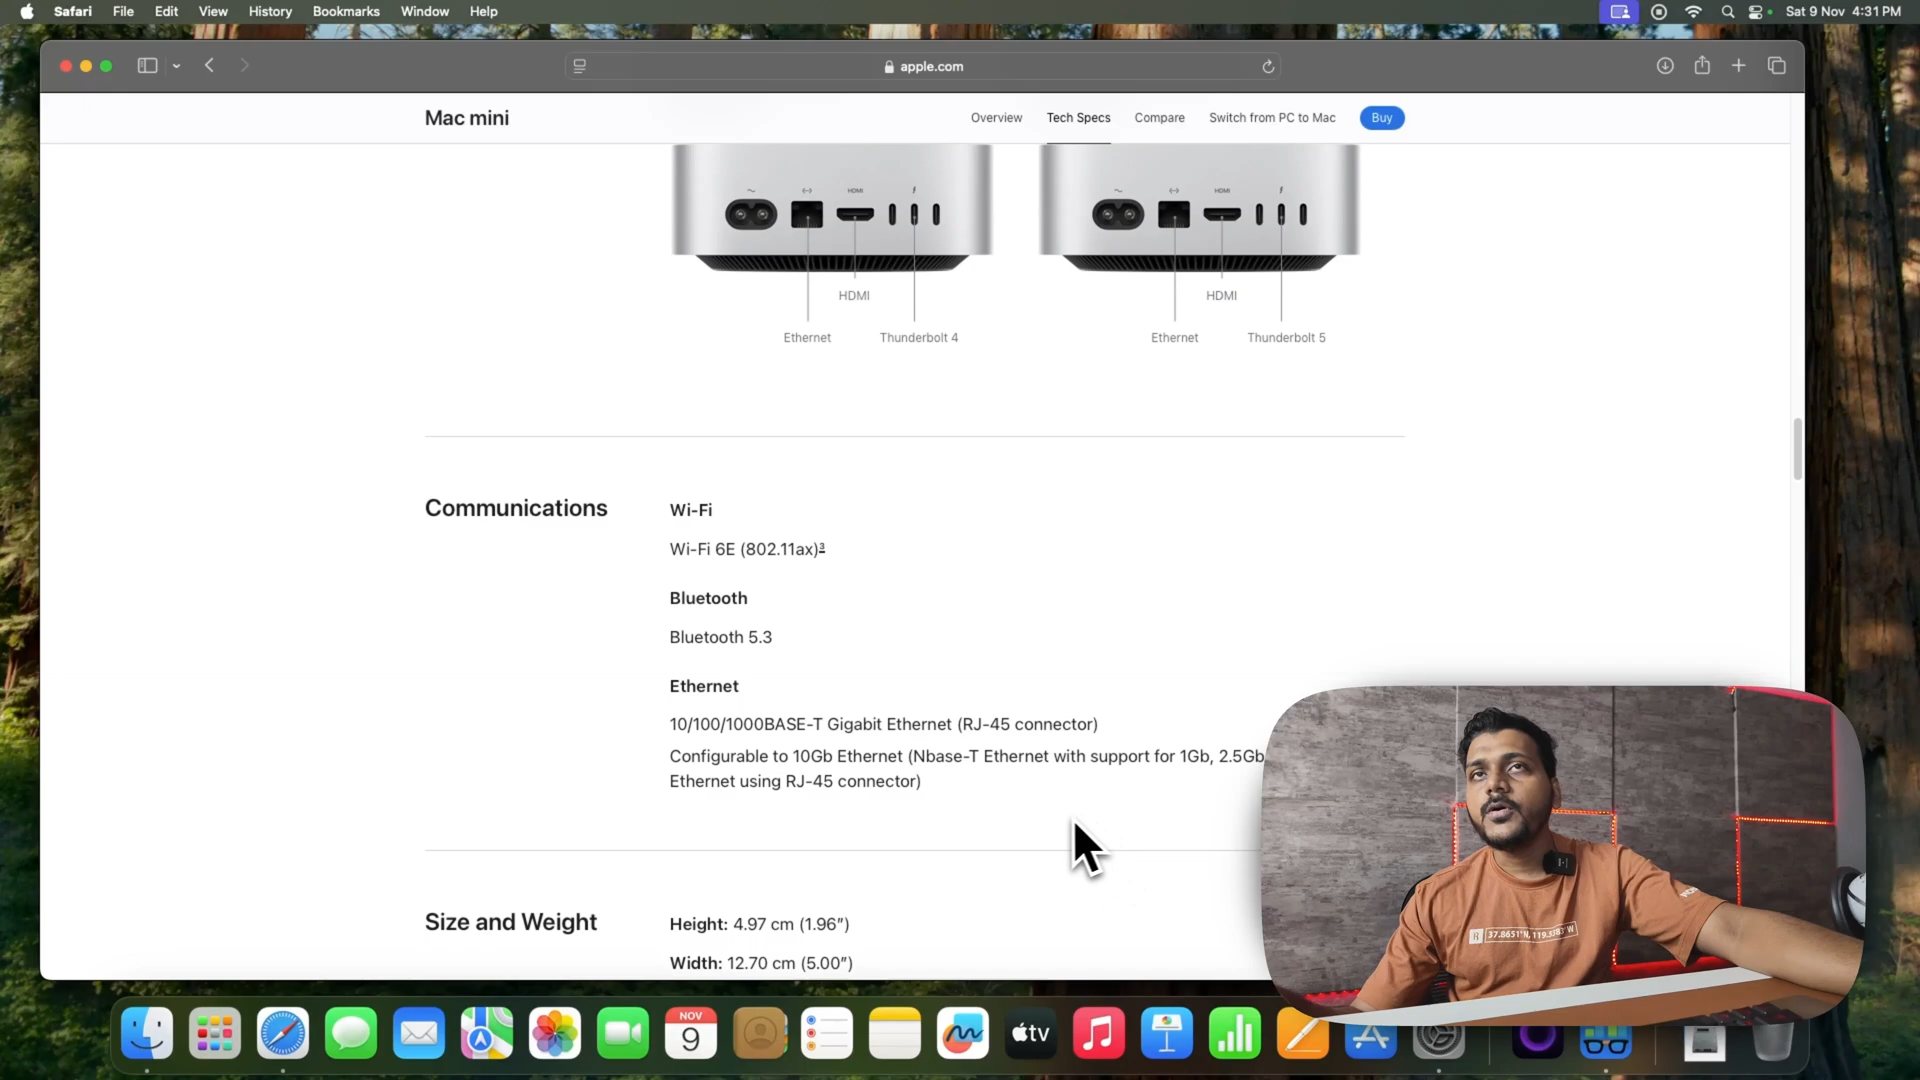 Safari File Edit View History Bookmarks Window Help Sat 9 Nov 4:31 PM
apple.com
Mac mini Overview Tech Specs Compare Switch from PC to Mac Buy
HDMI HDMI
HDMI HDMI
Ethernet Thunderbolt 4 Ethernet Thunderbolt 5
Communications Wi-Fi
Wi-Fi 6E (802.11ax)³
Bluetooth
Bluetooth 5.3
Ethernet
10/100/1000BASE-T Gigabit Ethernet (RJ-45 connector)
Configurable to 10Gb Ethernet (Nbase-T Ethernet with support for 1Gb, 2.5Gb
Ethernet using RJ-45 connector)
Size and Weight Height: 4.97 cm (1.96″)
Width: 12.70 cm (5.00″)
NOV
9
tv